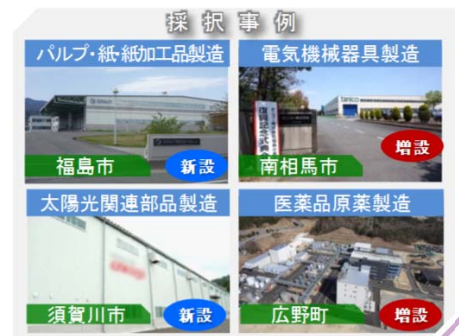 採択事例
パルプ・紙・紙加工品製造
電気機械器具製造
福島市
新設
南相馬市
増設
太陽光関連部品製造
医薬品原薬製造
須賀川市
新設
広野町
増設